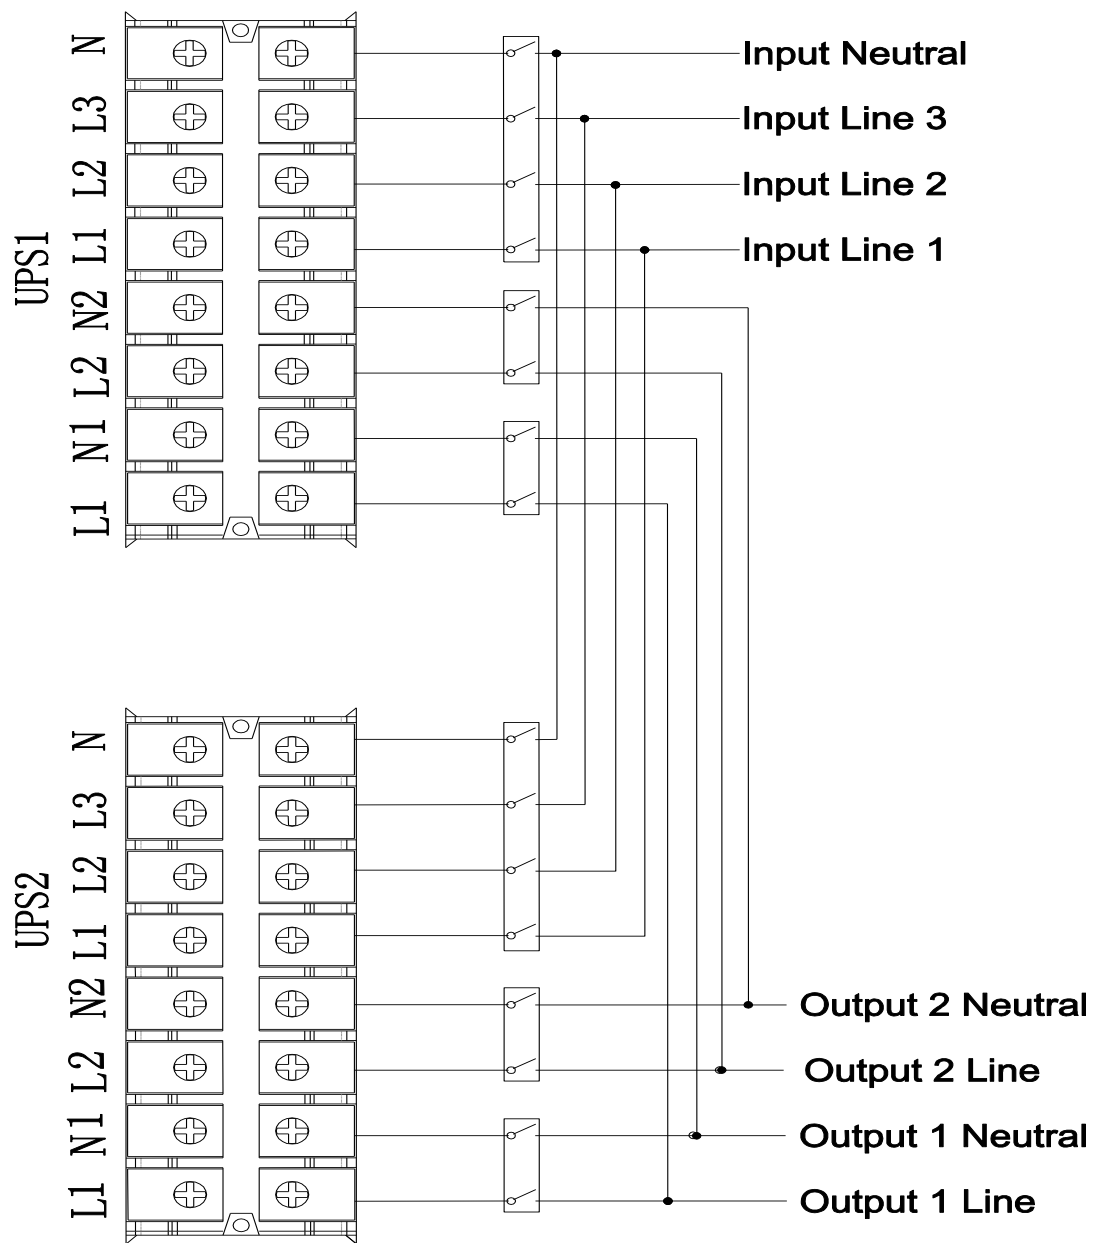 UPS1
N
Input Neutral
L3
Input Line 3
L2
Input Line 2
L1
Input Line 1
N2
L2
N1
L1
UPS2
N
L3
L2
L1
N2
Output 2 Neutral
L2
Output 2 Line
N1
Output 1 Neutral
L1
Output 1 Line